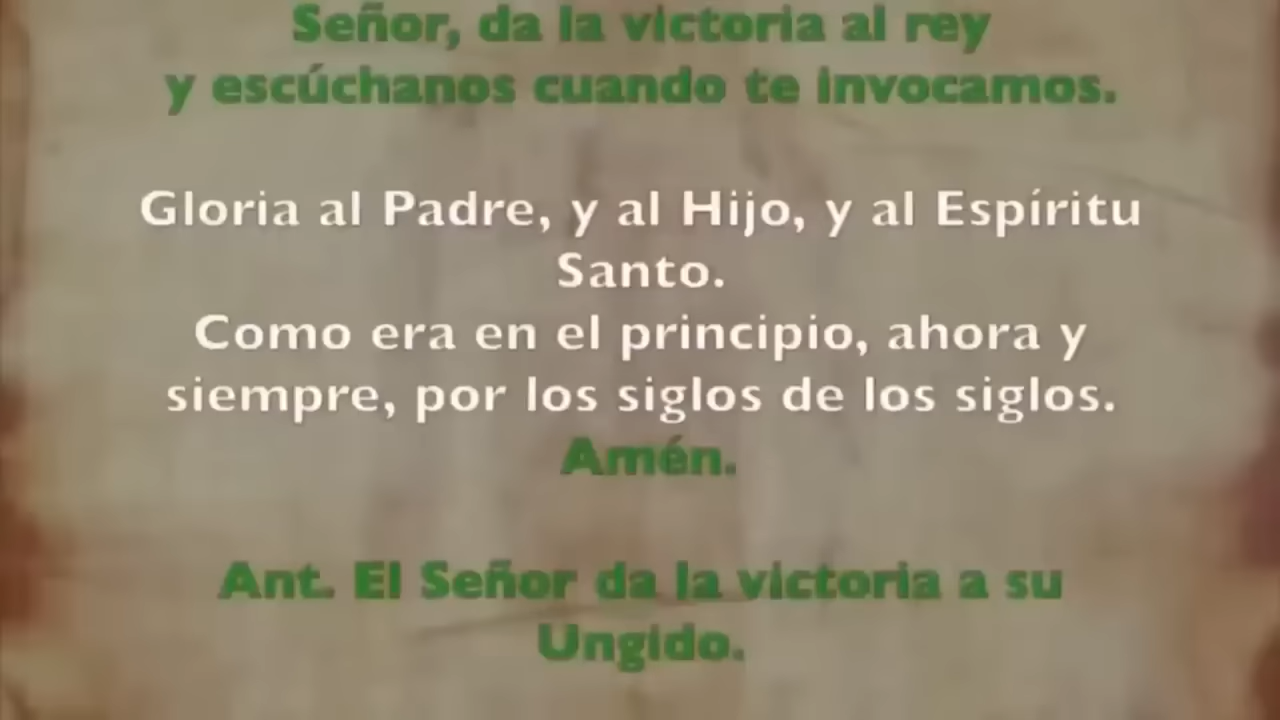 Señor, da la victoria al rey
y escúchanos cuando te invocamos.
Gloria al Padre, y al Hijo, y al Espíritu
Santo.
Como era en el principio, ahora y
siempre, por los siglos de los siglos.
Amén.
Ant. El Señor da la victoria a su
Ungido.